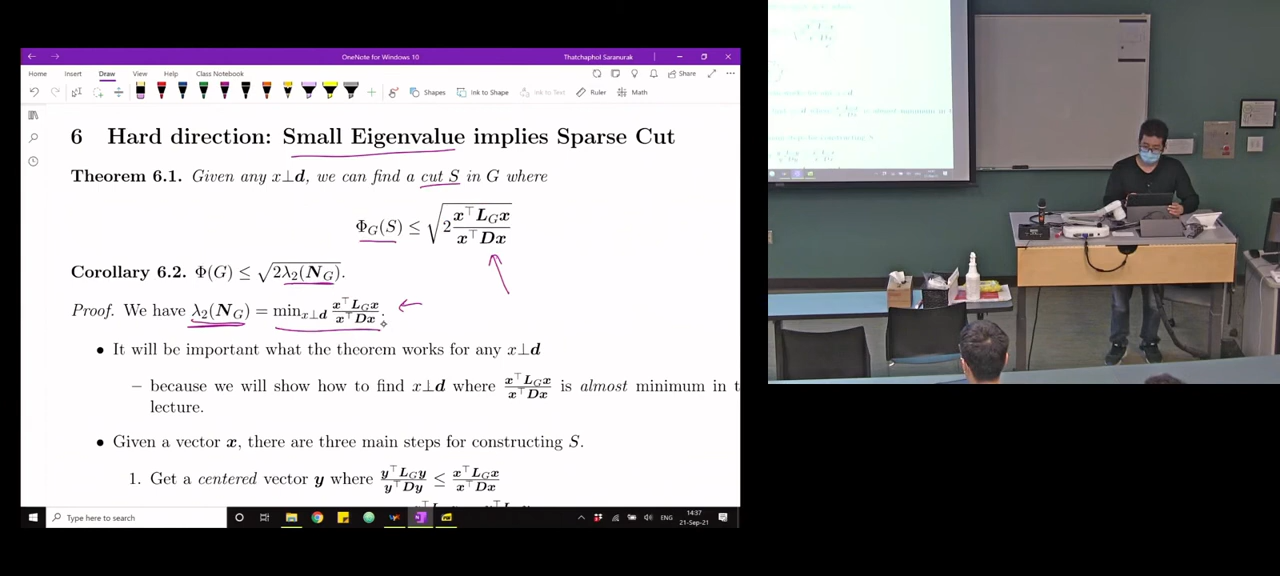 OneNote for Windows 10
Thatchaphol Saranurak
Home Insert Draw View Help Class Notebook
Share
Shapes Ink to Shape Ink to Text Ruler Math
6 Hard direction: Small Eigenvalue implies Sparse Cut
Theorem 6.1. Given any x⊥d, we can find a cut S in G where
Φ_G(S) ≤ √(2 x^⊤L_Gx / x^⊤Dx)
Corollary 6.2. Φ(G) ≤ √(2λ₂(N_G)).
Proof. We have λ₂(N_G) = min_{x⊥d} x^⊤L_Gx / x^⊤Dx.
• It will be important what the theorem works for any x⊥d
– because we will show how to find x⊥d where x^⊤L_Gx / x^⊤Dx is almost minimum in t
lecture.
• Given a vector x, there are three main steps for constructing S.
1. Get a centered vector y where y^⊤L_Gy / y^⊤Dy ≤ x^⊤L_Gx / x^⊤Dx
Type here to search
ENG
14:37
21-Sep-21